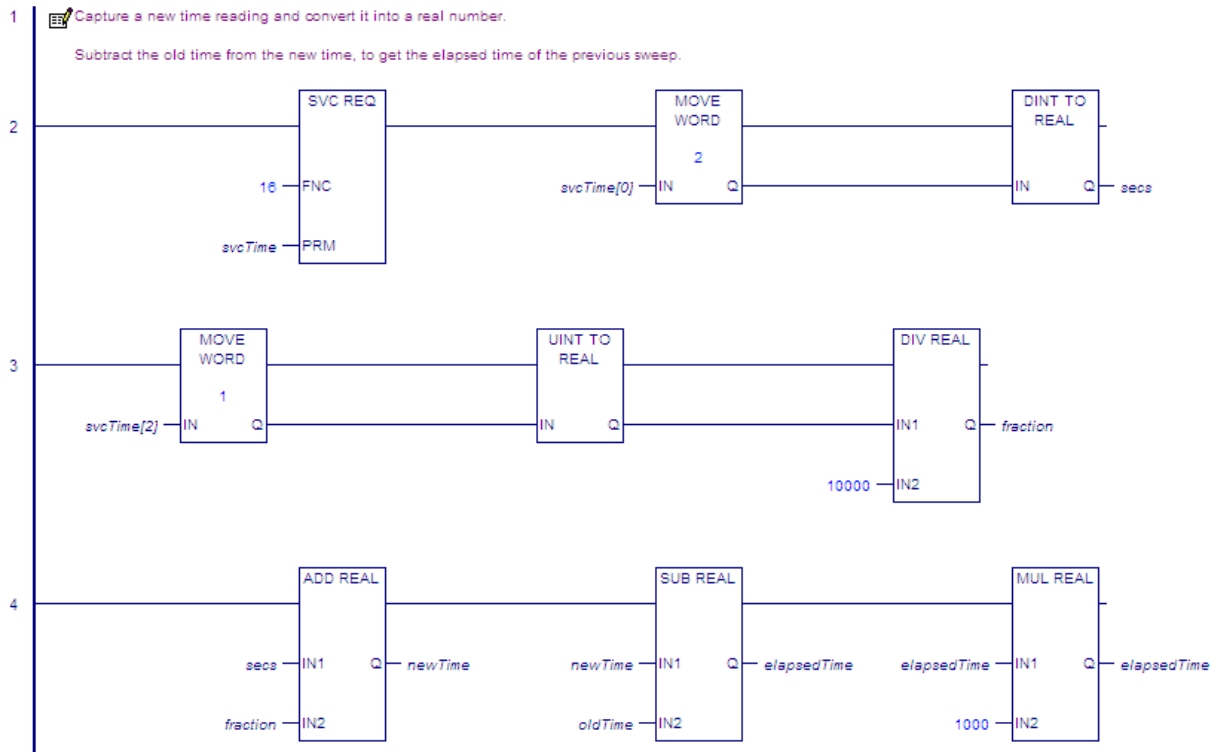 1
Capture a new time reading and convert it into a real number.
Subtract the old time from the new time, to get the elapsed time of the previous sweep.
2
SVC REQ
16 FNC
svcTime PRM
MOVE WORD
2
svcTime[0] IN Q
DINT TO REAL
IN Q secs
3
MOVE WORD
1
svcTime[2] IN Q
UINT TO REAL
IN Q
DIV REAL
IN1 Q fraction
10000 IN2
4
ADD REAL
secs IN1 Q newTime
fraction IN2
SUB REAL
newTime IN1 Q elapsedTime
oldTime IN2
MUL REAL
elapsedTime IN1 Q elapsedTime
1000 IN2